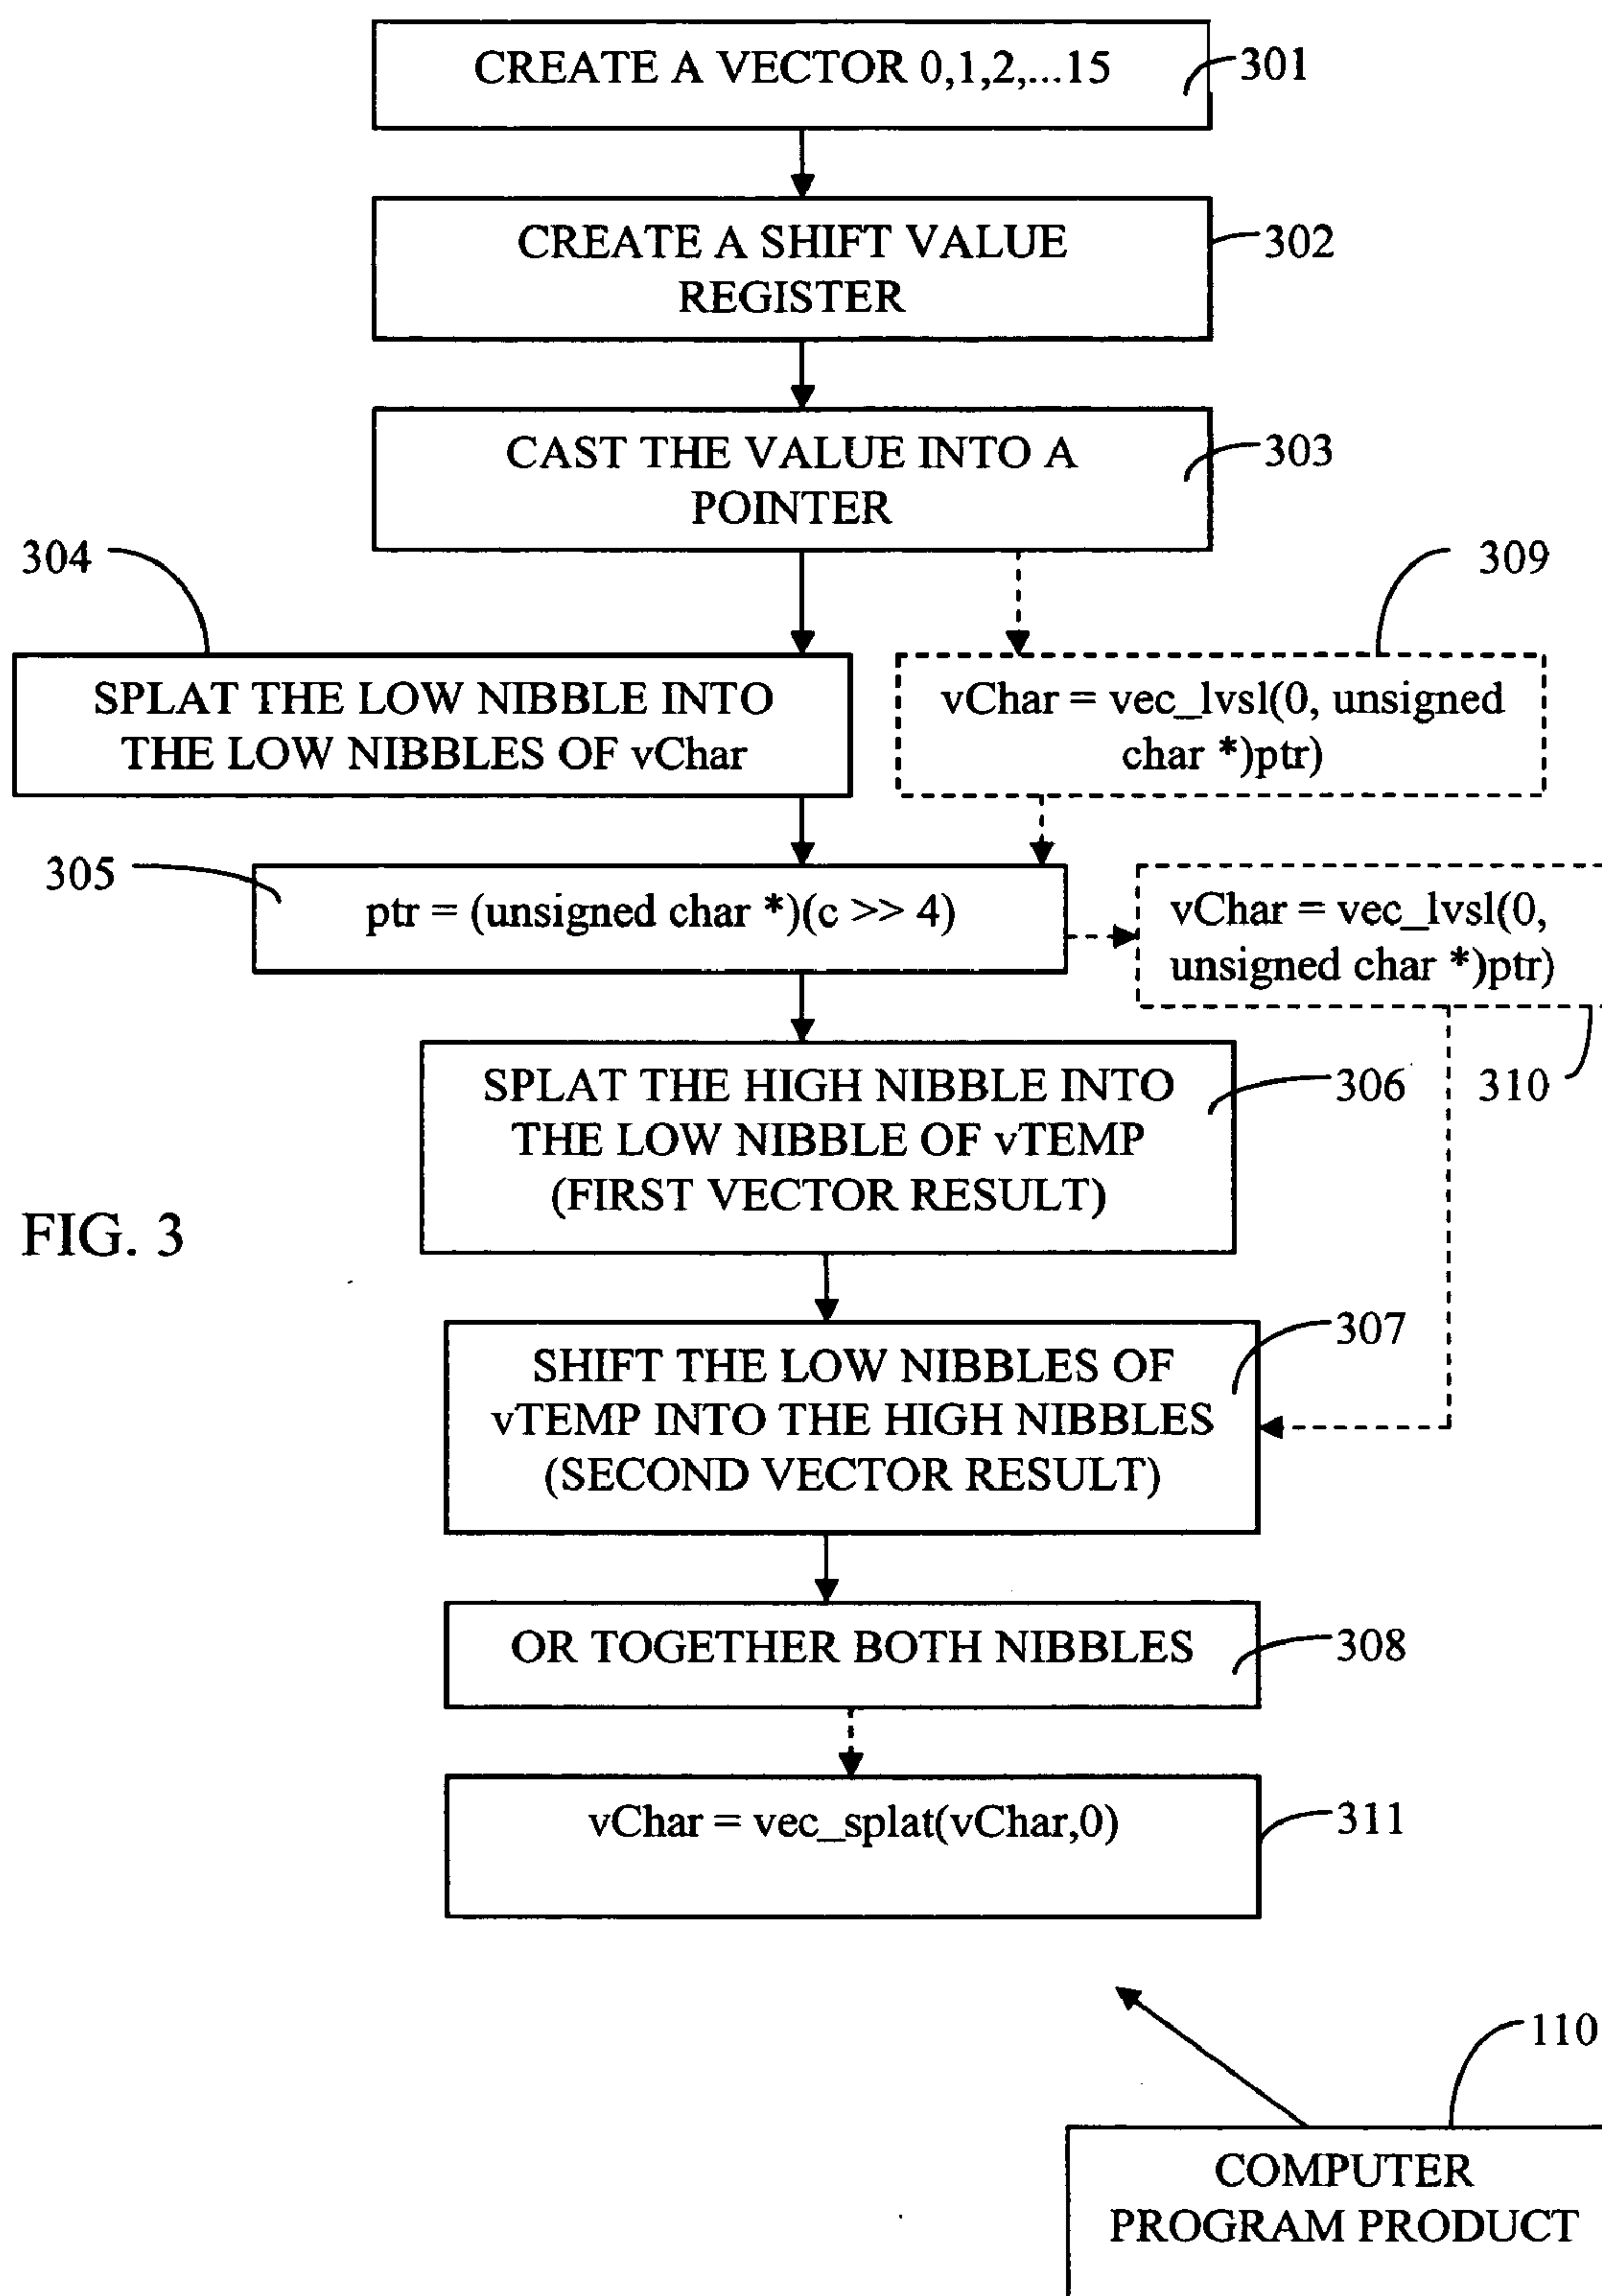 CREATE A VECTOR 0,1,2,...15
301
CREATE A SHIFT VALUE
REGISTER
302
CAST THE VALUE INTO A
POINTER
303
304
309
SPLAT THE LOW NIBBLE INTO
THE LOW NIBBLES OF vChar
vChar = vec_lvsl(0, unsigned
char *)ptr)
305
ptr = (unsigned char *)(c >> 4)
vChar = vec_lvsl(0,
unsigned char *)ptr)
SPLAT THE HIGH NIBBLE INTO
THE LOW NIBBLE OF vTEMP
(FIRST VECTOR RESULT)
306
310
FIG. 3
SHIFT THE LOW NIBBLES OF
vTEMP INTO THE HIGH NIBBLES
(SECOND VECTOR RESULT)
307
OR TOGETHER BOTH NIBBLES
308
vChar = vec_splat(vChar,0)
311
110
COMPUTER
PROGRAM PRODUCT